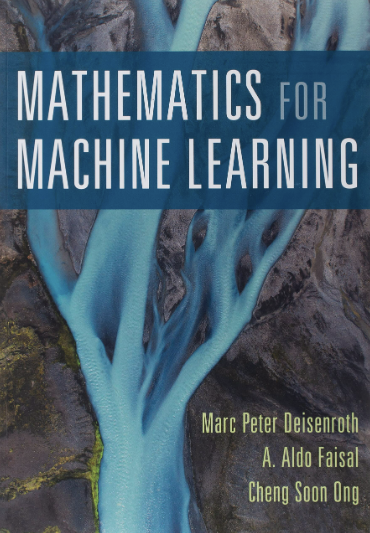 MATHEMATICS FOR
MACHINE LEARNING
Marc Peter Deisenroth
A. Aldo Faisal
Cheng Soon Ong